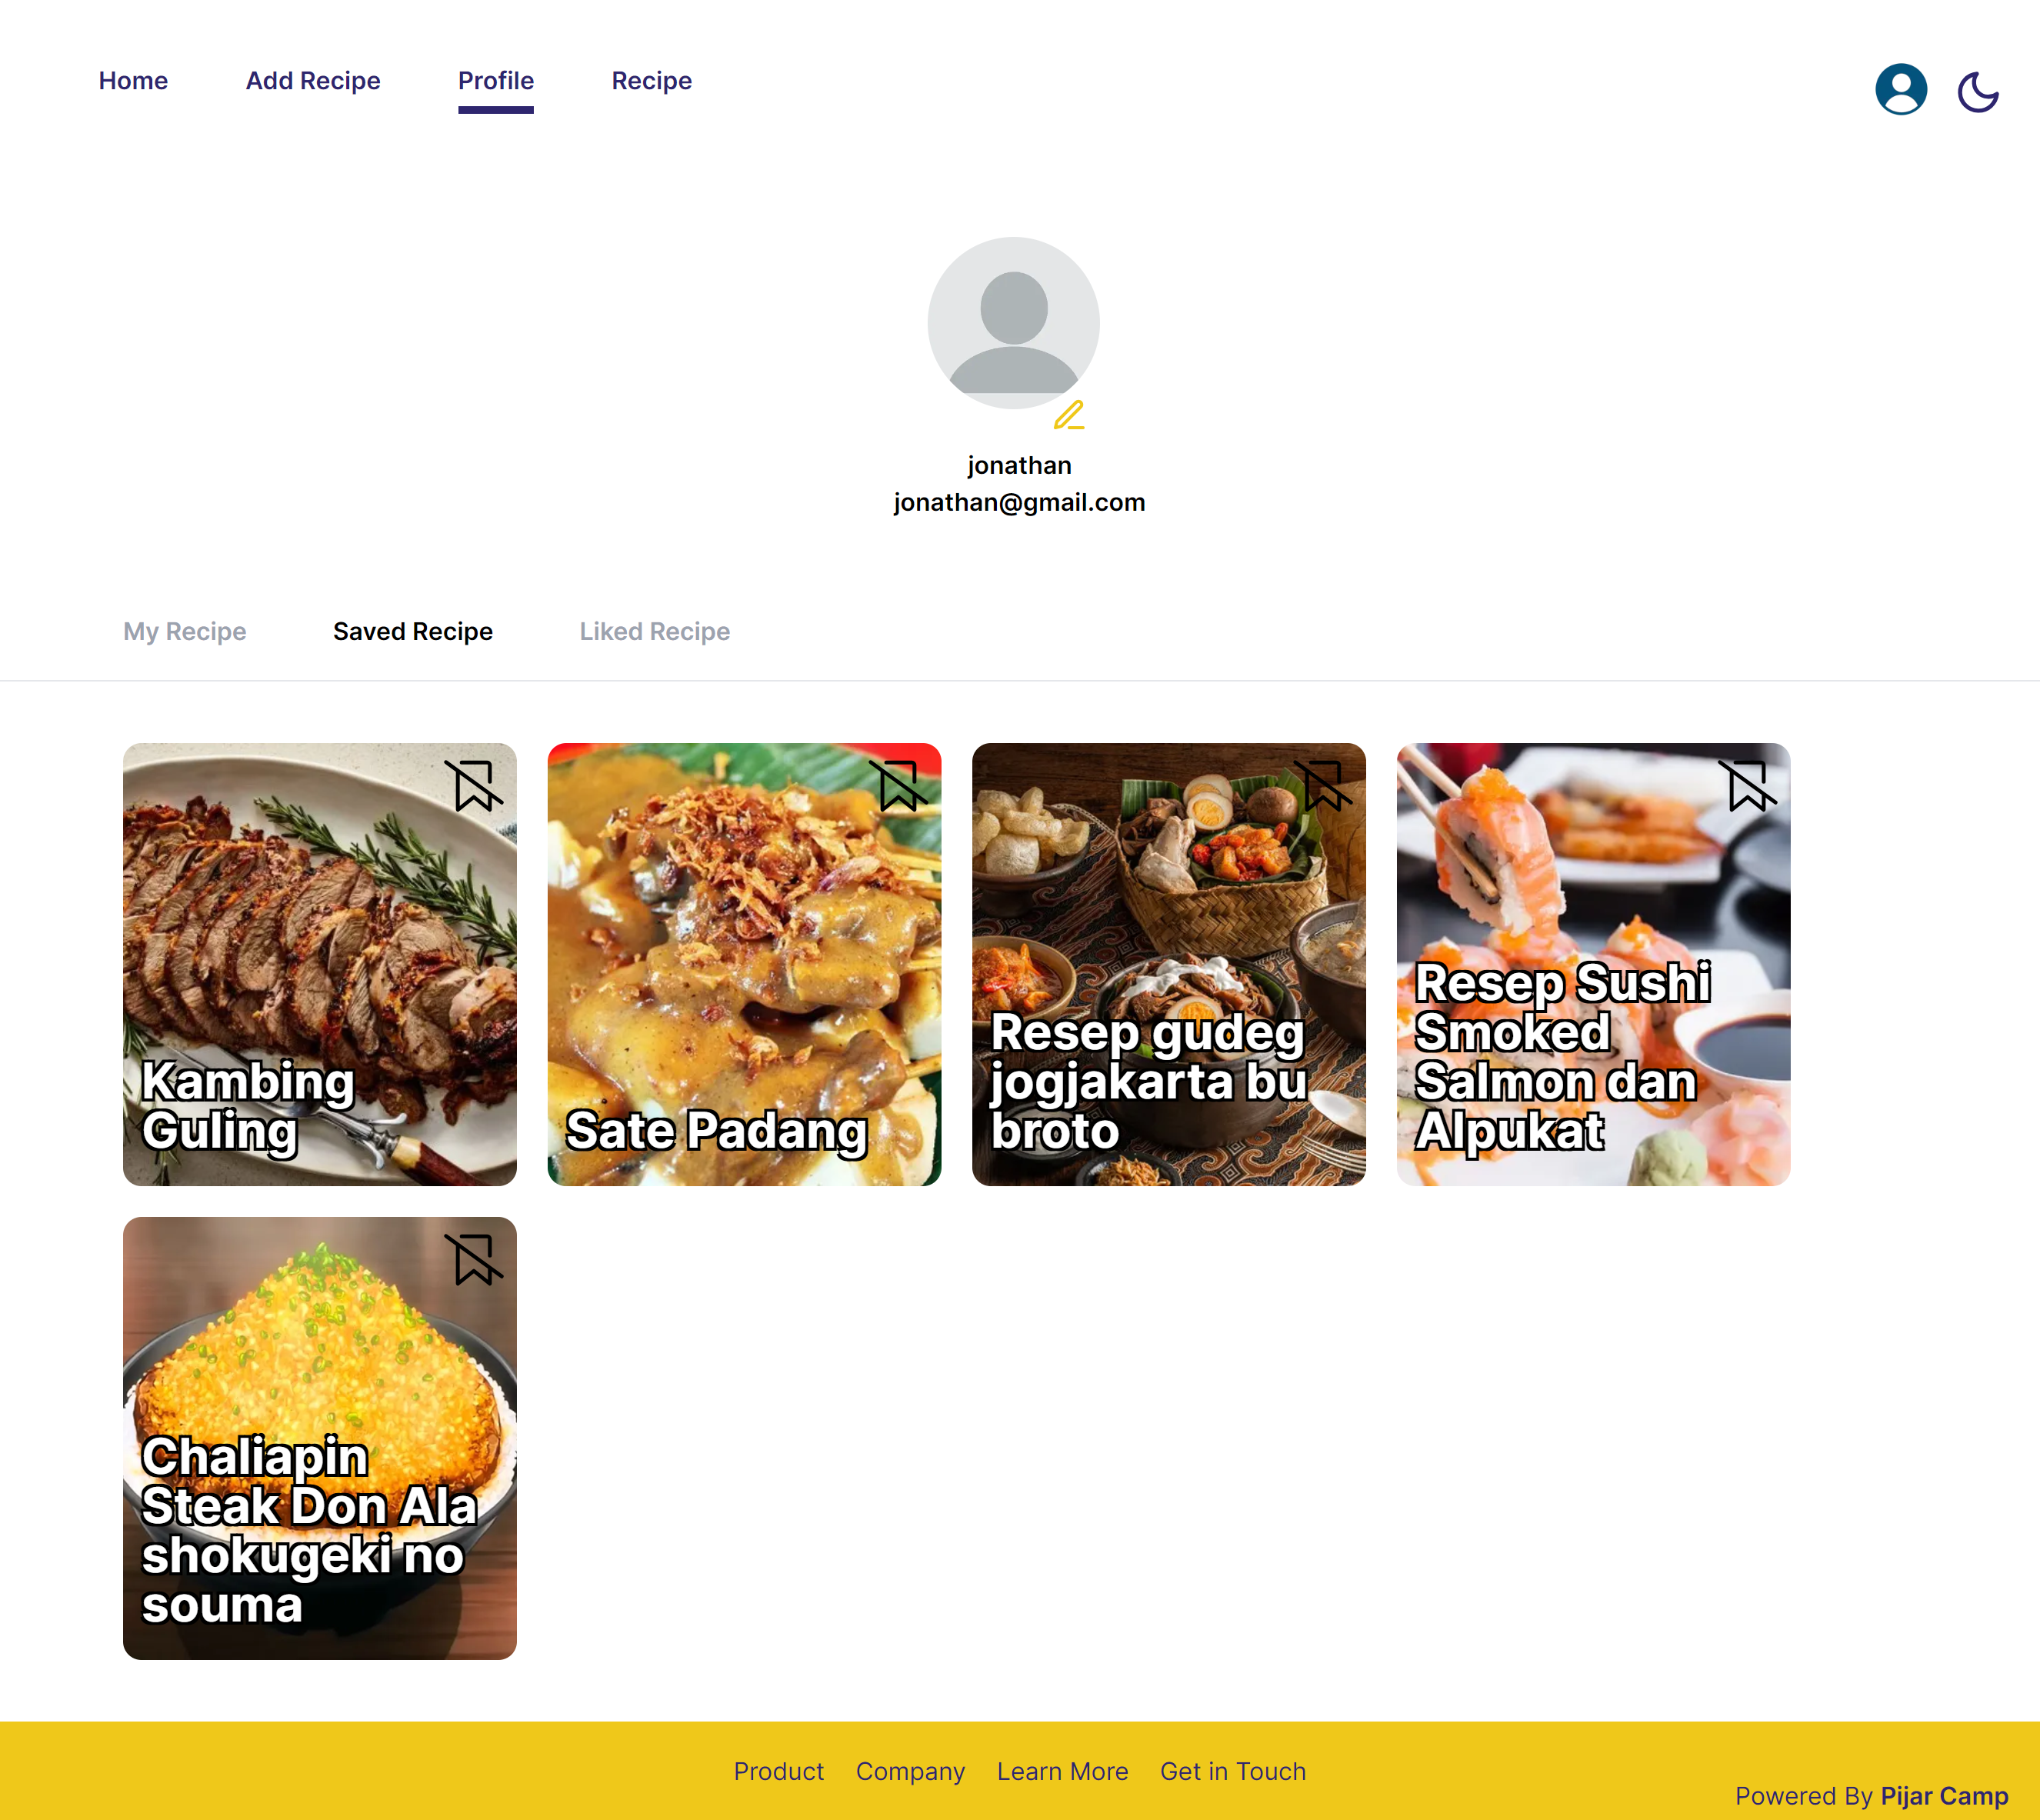 Home
Add Recipe
Profile
Recipe
jonathan
jonathan@gmail.com
My Recipe
Saved Recipe
Liked Recipe
Kambing
Guling
Sate Padang
Resep gudeg
jogjakarta bu
broto
Resep Sushi
Smoked
Salmon dan
Alpukat
Chaliapin
Steak Don Ala
shokugeki no
souma
Product
Company
Learn More
Get in Touch
Powered By Pijar Camp